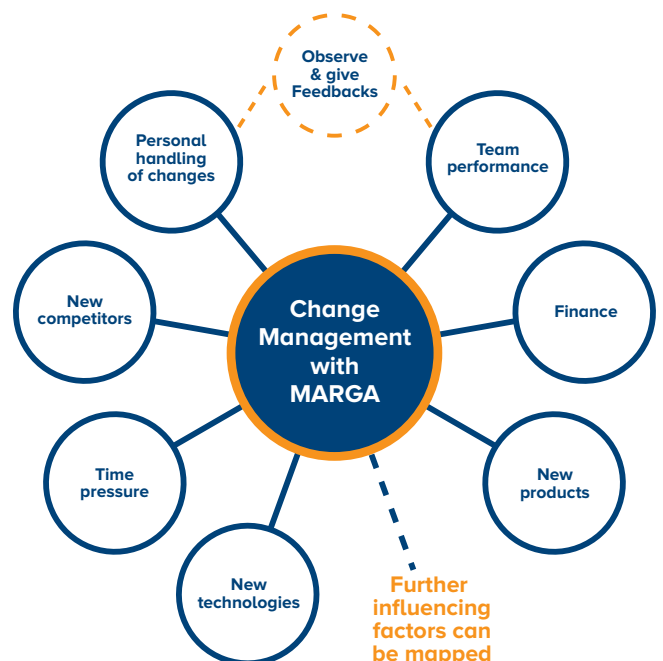 Observe
& give
Feedbacks
Personal
handling
of changes
Team
performance
New
competitors
Change
Management
with
MARGA
Finance
Time
pressure
New
products
New
technologies
Further
influencing
factors can
be mapped